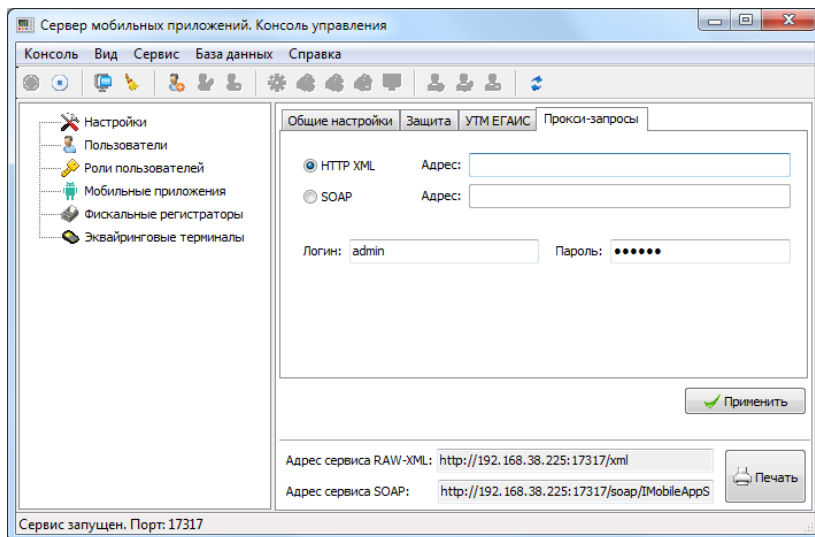 Сервер мобильных приложений. Консоль управления
Консоль Вид Сервис База данных Справка
Настройки
Пользователи
Роли пользователей
Мобильные приложения
Фискальные регистраторы
Эквайринговые терминалы
Общие настройки Защита УТМ ЕГАИС Прокси-запросы
HTTP XML Адрес:
SOAP Адрес:
Логин: admin Пароль: ••••••
Применить
Адрес сервиса RAW-XML: http://192.168.38.225:17317/xml
Адрес сервиса SOAP: http://192.168.38.225:17317/soap/IMobileAppS
Печать
Сервис запущен. Порт: 17317